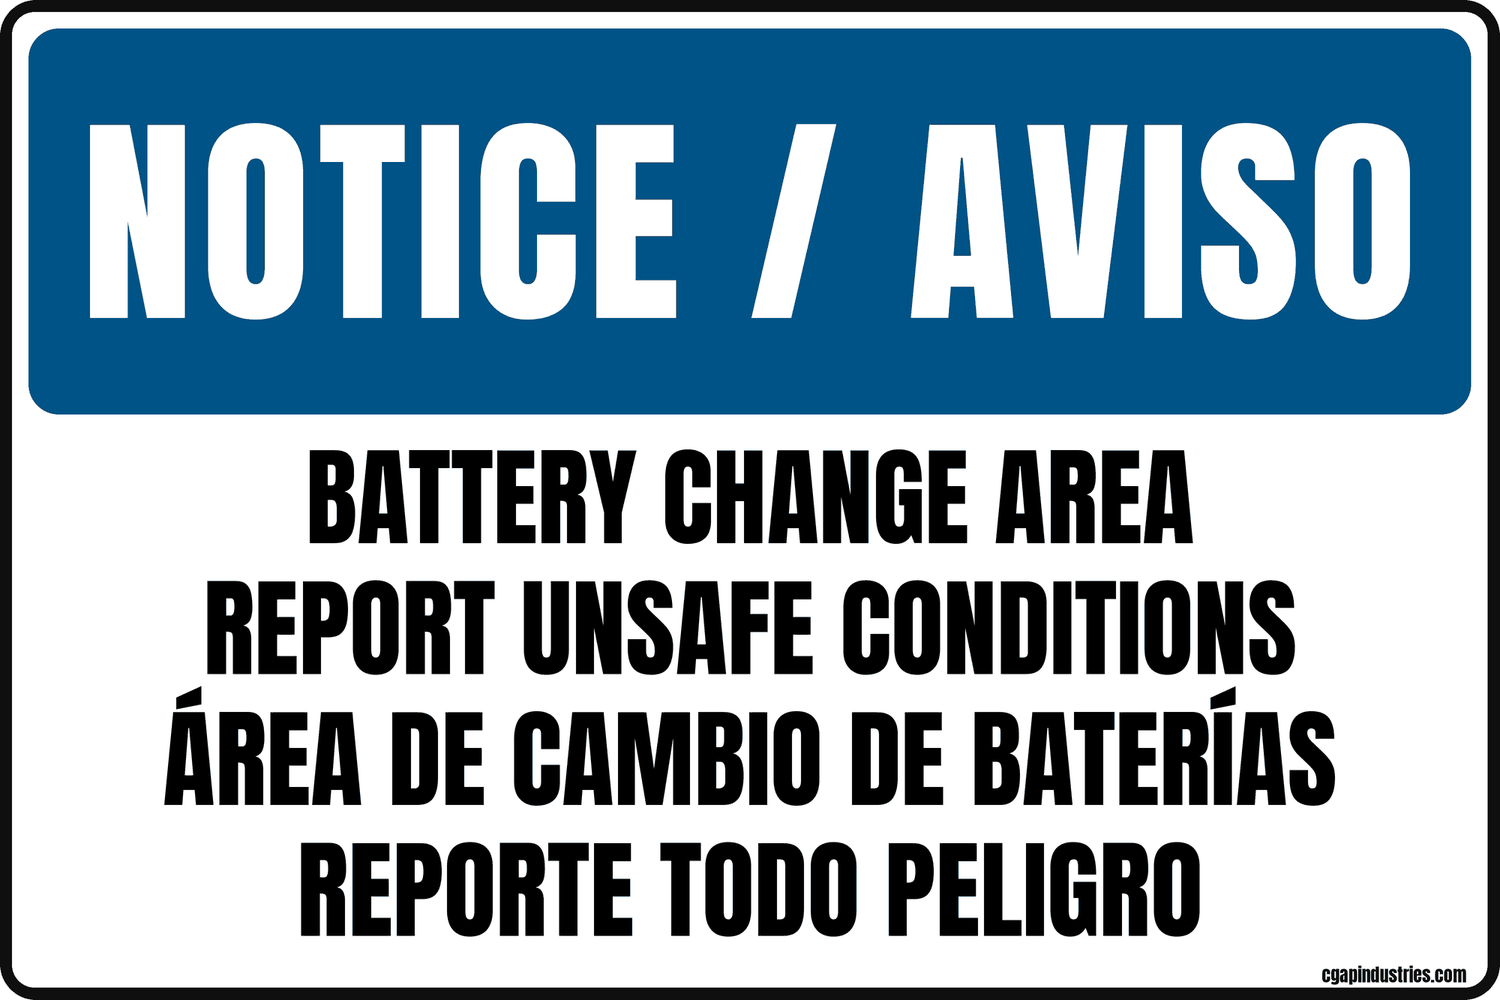 NOTICE / AVISO
BATTERY CHANGE AREA
REPORT UNSAFE CONDITIONS
ÁREA DE CAMBIO DE BATERÍAS
REPORTE TODO PELIGRO
cgapindustries.com